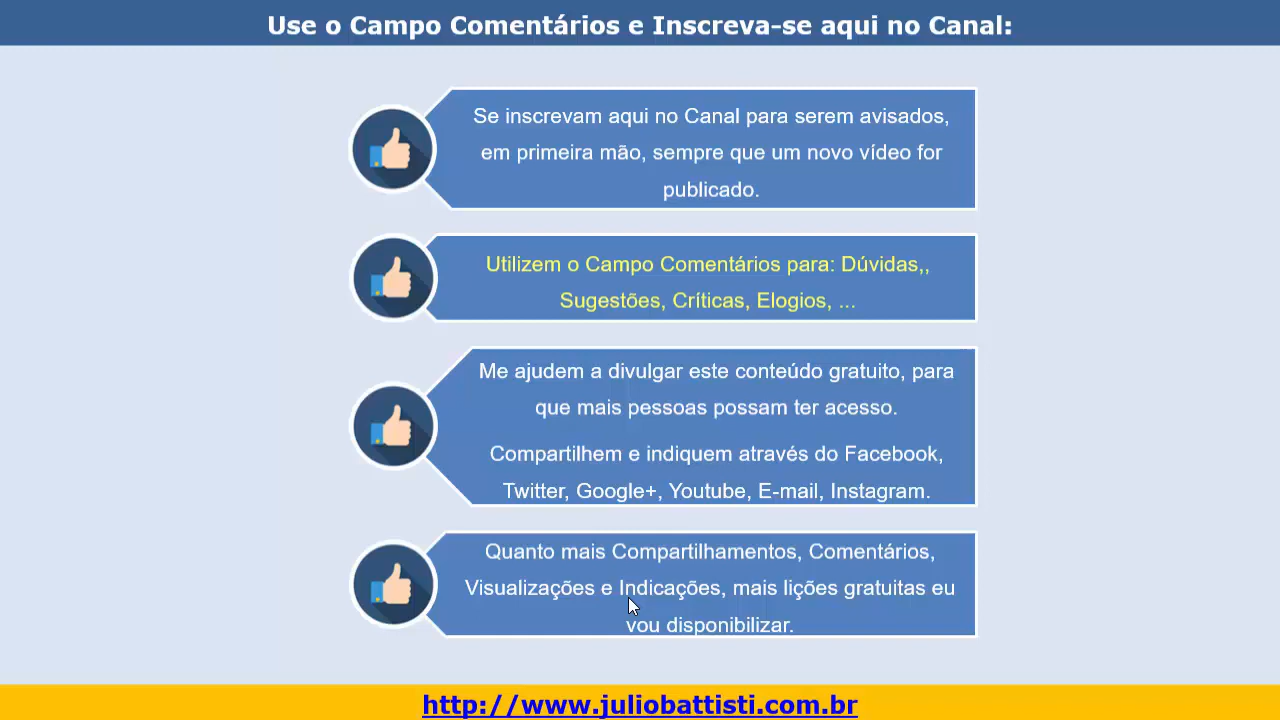 Use o Campo Comentários e Inscreva-se aqui no Canal:
Se inscrevam aqui no Canal para serem avisados,
em primeira mão, sempre que um novo vídeo for
publicado.
Utilizem o Campo Comentários para: Dúvidas,,
Sugestões, Críticas, Elogios, ...
Me ajudem a divulgar este conteúdo gratuito, para
que mais pessoas possam ter acesso.
Compartilhem e indiquem através do Facebook,
Twitter, Google+, Youtube, E-mail, Instagram.
Quanto mais Compartilhamentos, Comentários,
Visualizações e Indicações, mais lições gratuitas eu
vou disponibilizar.
http://www.juliobattisti.com.br